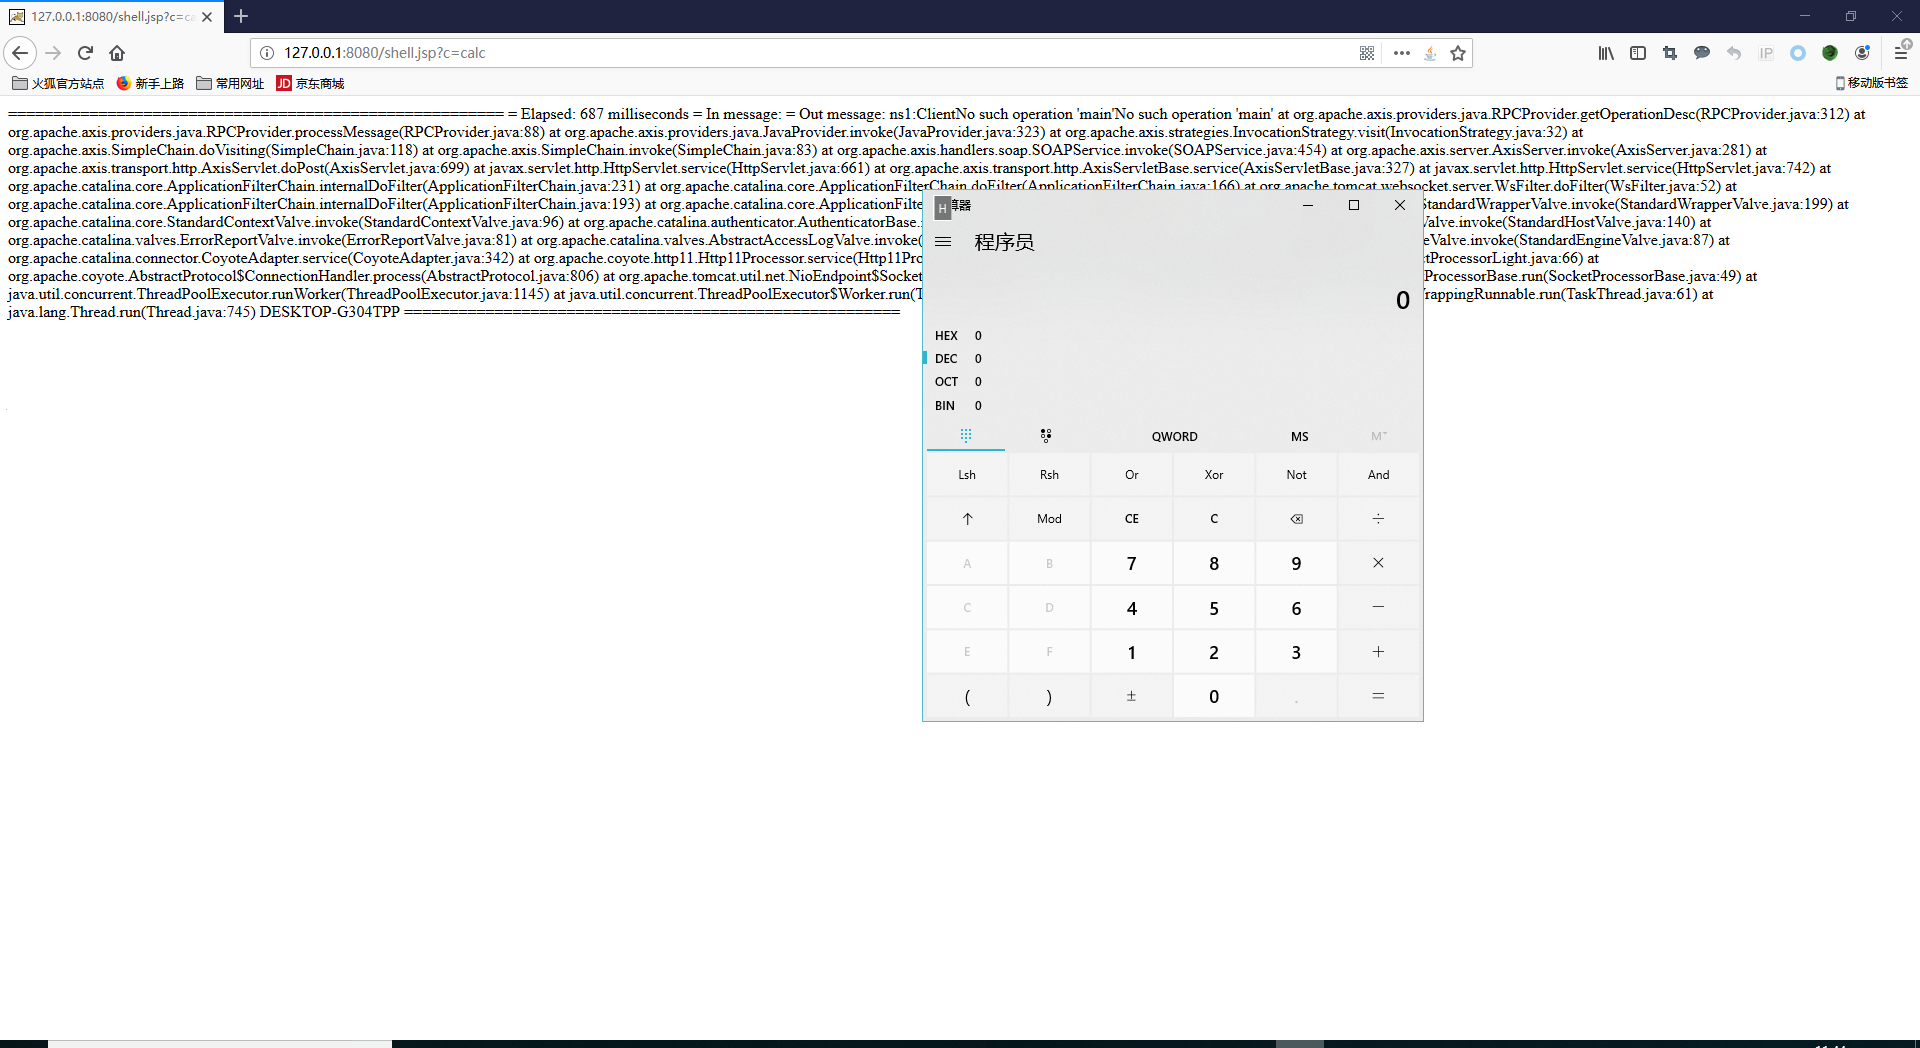 127.0.0.1:8080/shell.jsp?c=ca
127.0.0.1:8080/shell.jsp?c=calc
IP
火狐官方站点 新手上路 常用网址 JD 京东商城 移动版书签
======================================================= = Elapsed: 687 milliseconds = In message: = Out message: ns1:ClientNo such operation 'main'No such operation 'main' at org.apache.axis.providers.java.RPCProvider.getOperationDesc(RPCProvider.java:312) at
org.apache.axis.providers.java.RPCProvider.processMessage(RPCProvider.java:88) at org.apache.axis.providers.java.JavaProvider.invoke(JavaProvider.java:323) at org.apache.axis.strategies.InvocationStrategy.visit(InvocationStrategy.java:32) at
org.apache.axis.SimpleChain.doVisiting(SimpleChain.java:118) at org.apache.axis.SimpleChain.invoke(SimpleChain.java:83) at org.apache.axis.handlers.soap.SOAPService.invoke(SOAPService.java:454) at org.apache.axis.server.AxisServer.invoke(AxisServer.java:281) at
org.apache.axis.transport.http.AxisServlet.doPost(AxisServlet.java:699) at javax.servlet.http.HttpServlet.service(HttpServlet.java:661) at org.apache.axis.transport.http.AxisServletBase.service(AxisServletBase.java:327) at javax.servlet.http.HttpServlet.service(HttpServlet.java:742) at
org.apache.catalina.core.ApplicationFilterChain.internalDoFilter(ApplicationFilterChain.java:231) at org.apache.catalina.core.ApplicationFilterChain.doFilter(ApplicationFilterChain.java:166) at org.apache.tomcat.websocket.server.WsFilter.doFilter(WsFilter.java:52) at
org.apache.catalina.core.ApplicationFilterChain.internalDoFilter(ApplicationFilterChain.java:193) at org.apache.catalina.core.ApplicationFilte StandardWrapperValve.invoke(StandardWrapperValve.java:199) at
org.apache.catalina.core.StandardContextValve.invoke(StandardContextValve.java:96) at org.apache.catalina.authenticator.AuthenticatorBase. Valve.invoke(StandardHostValve.java:140) at
org.apache.catalina.valves.ErrorReportValve.invoke(ErrorReportValve.java:81) at org.apache.catalina.valves.AbstractAccessLogValve.invoke( eValve.invoke(StandardEngineValve.java:87) at
org.apache.catalina.connector.CoyoteAdapter.service(CoyoteAdapter.java:342) at org.apache.coyote.http11.Http11Processor.service(Http11Pro ctProcessorLight.java:66) at
org.apache.coyote.AbstractProtocol$ConnectionHandler.process(AbstractProtocol.java:806) at org.apache.tomcat.util.net.NioEndpoint$Socket ProcessorBase.run(SocketProcessorBase.java:49) at
java.util.concurrent.ThreadPoolExecutor.runWorker(ThreadPoolExecutor.java:1145) at java.util.concurrent.ThreadPoolExecutor$Worker.run(T rappingRunnable.run(TaskThread.java:61) at
java.lang.Thread.run(Thread.java:745) DESKTOP-G304TPP =======================================================
H 算器
程序员
0
HEX 0
DEC 0
OCT 0
BIN 0
QWORD MS M˅
Lsh Rsh Or Xor Not And
↑ Mod CE C ⌫ ÷
A B 7 8 9 ×
C D 4 5 6 −
E F 1 2 3 +
( ) ± 0 . =